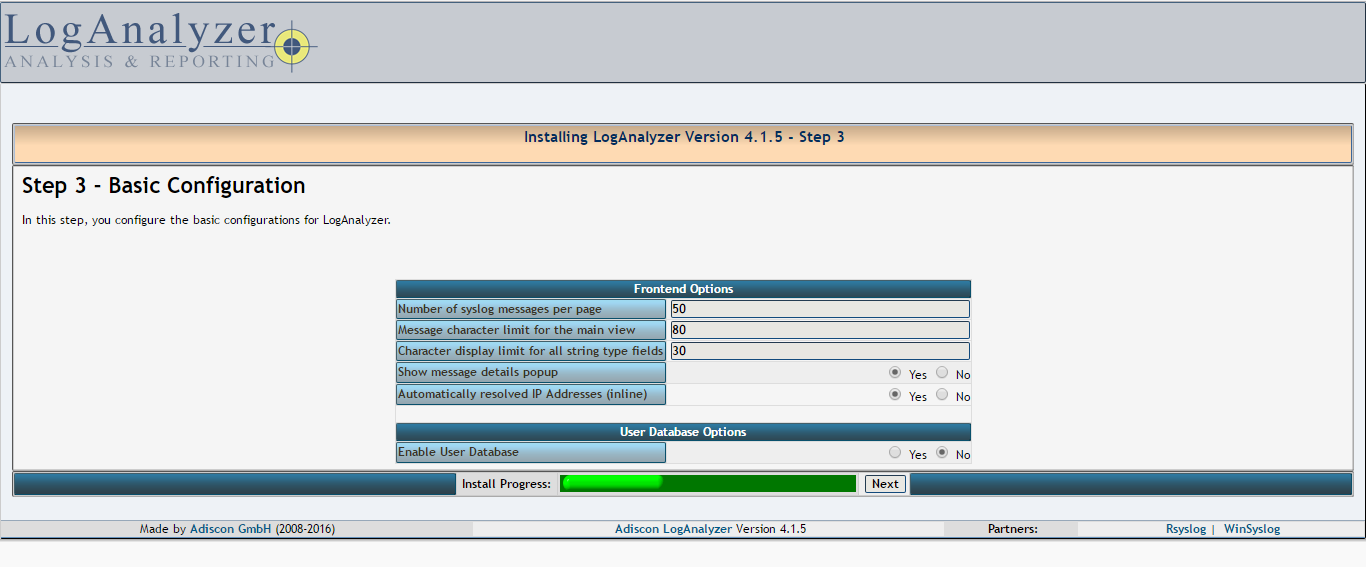 LogAnalyzer
ANALYSIS & REPORTING
Installing LogAnalyzer Version 4.1.5 - Step 3
Step 3 - Basic Configuration
In this step, you configure the basic configurations for LogAnalyzer.
Frontend Options
Number of syslog messages per page 50
Message character limit for the main view 80
Character display limit for all string type fields 30
Show message details popup Yes No
Automatically resolved IP Addresses (inline) Yes No
User Database Options
Enable User Database Yes No
Install Progress: Next
Made by Adiscon GmbH (2008-2016) Adiscon LogAnalyzer Version 4.1.5 Partners: Rsyslog | WinSyslog